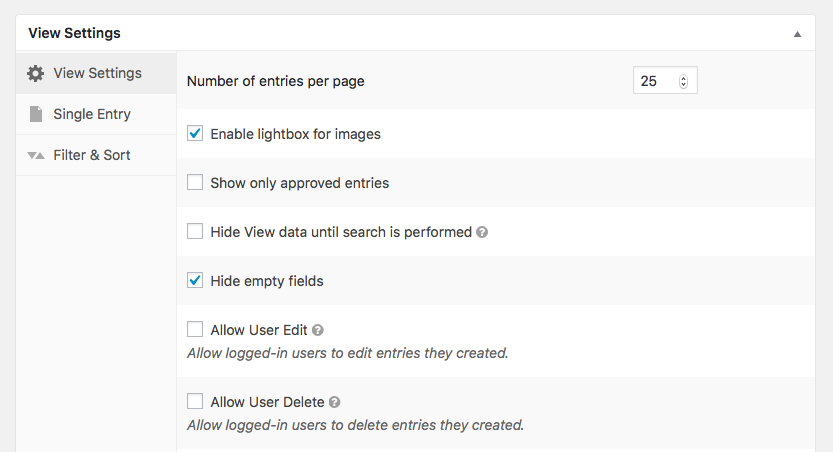 View Settings
View Settings
Single Entry
Filter & Sort
Number of entries per page
25
Enable lightbox for images
Show only approved entries
Hide View data until search is performed
Hide empty fields
Allow User Edit
Allow logged-in users to edit entries they created.
Allow User Delete
Allow logged-in users to delete entries they created.